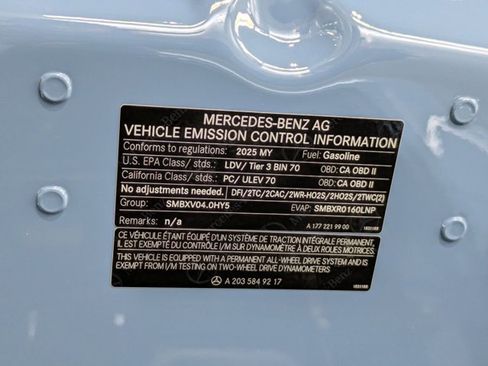 MERCEDES-BENZ AG
VEHICLE EMISSION CONTROL INFORMATION
Conforms to regulations: 2025 MY Fuel: Gasoline
U.S. EPA Class/ stds.: LDV/ Tier 3 BIN 70 OBD: CA OBD II
California Class/ stds.: PC/ ULEV 70 OBD: CA OBD II
No adjustments needed. DFI/2TC/2CAC/2WR-HO2S/2HO2S/2TWC(2)
Group: SMBXV04.0HY5 EVAP: SMBXR0160LNP
Remarks: n/a A 177 221 99 00
CE VÉHICULE ÉTANT ÉQUIPÉ D'UN SYSTÈME DE TRACTION INTÉGRALE PERMANENT,
IL EST EXEMPTÉ DU CONTRÔLE I/M SUR DYNAMOMÈTRE À DEUX ROUES MOTRICES.
THIS VEHICLE IS EQUIPPED WITH A PERMANENT ALL-WHEEL DRIVE SYSTEM AND IS
EXEMPTED FROM I/M TESTING ON TWO-WHEEL DRIVE DYNAMOMETERS
A 203 584 92 17